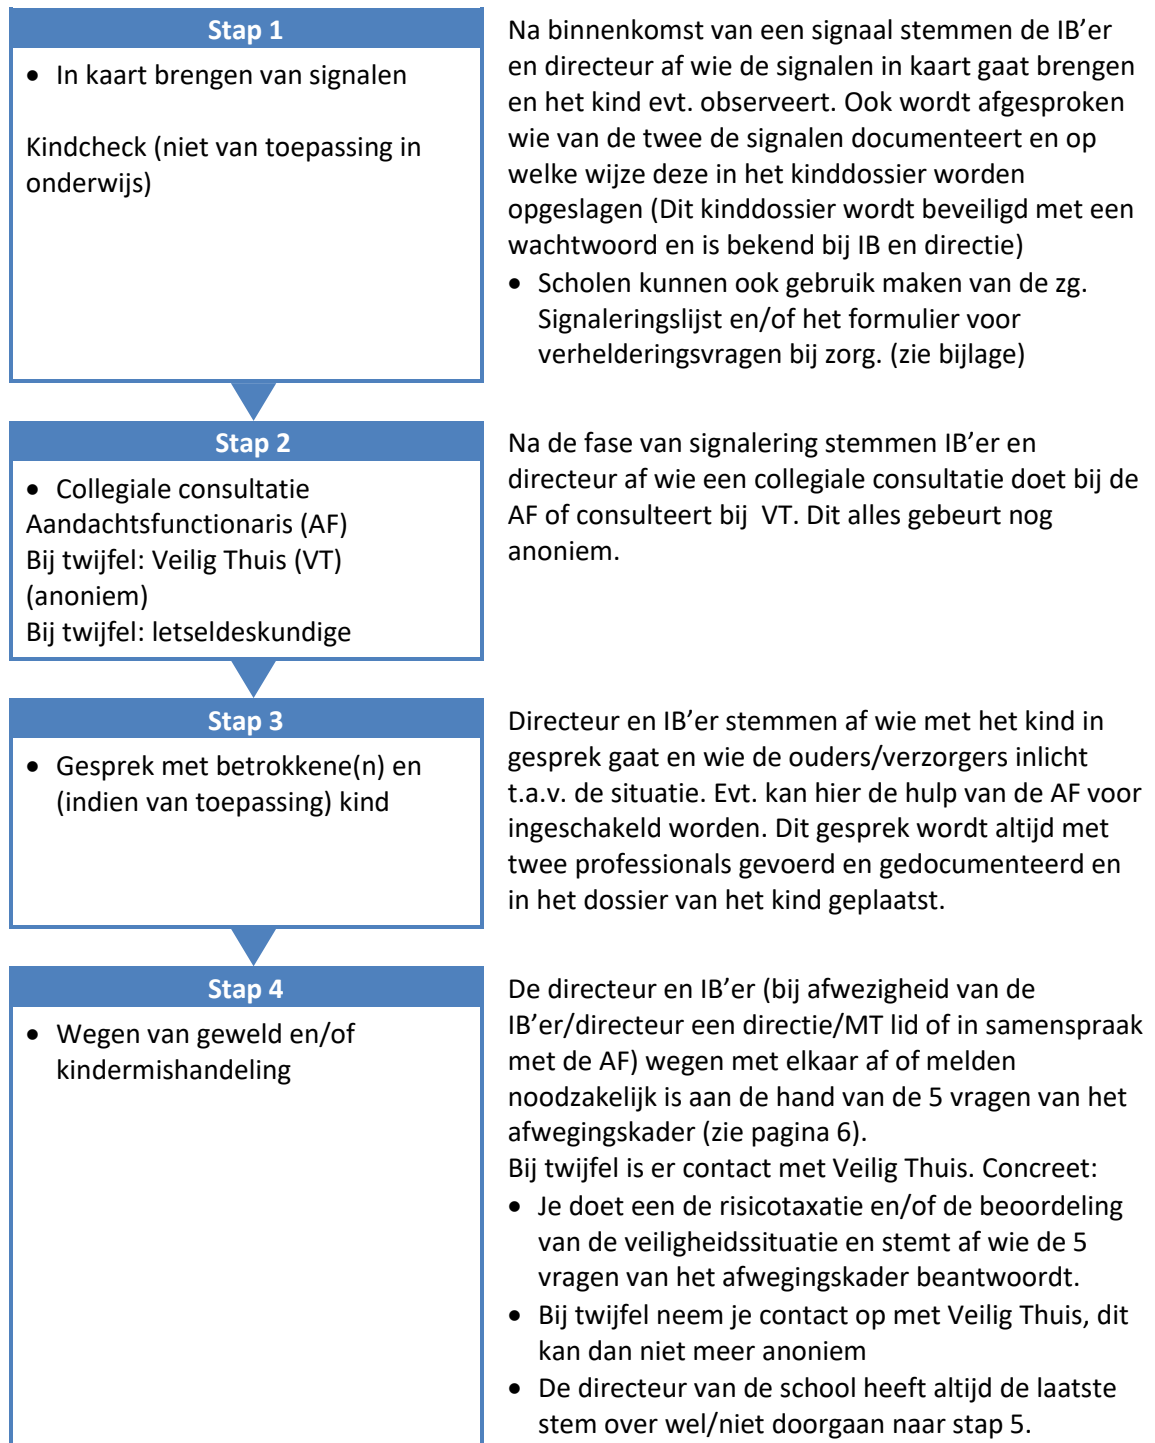 Stap 1
• In kaart brengen van signalen
Kindcheck (niet van toepassing in
onderwijs)
Na binnenkomst van een signaal stemmen de IB’er
en directeur af wie de signalen in kaart gaat brengen
en het kind evt. observeert. Ook wordt afgesproken
wie van de twee de signalen documenteert en op
welke wijze deze in het kinddossier worden
opgeslagen (Dit kinddossier wordt beveiligd met een
wachtwoord en is bekend bij IB en directie)
• Scholen kunnen ook gebruik maken van de zg.
Signaleringslijst en/of het formulier voor
verhelderingsvragen bij zorg. (zie bijlage)
Stap 2
• Collegiale consultatie
Aandachtsfunctionaris (AF)
Bij twijfel: Veilig Thuis (VT)
(anoniem)
Bij twijfel: letseldeskundige
Na de fase van signalering stemmen IB’er en
directeur af wie een collegiale consultatie doet bij de
AF of consulteert bij  VT. Dit alles gebeurt nog
anoniem.
Stap 3
• Gesprek met betrokkene(n) en
(indien van toepassing) kind
Directeur en IB’er stemmen af wie met het kind in
gesprek gaat en wie de ouders/verzorgers inlicht
t.a.v. de situatie. Evt. kan hier de hulp van de AF voor
ingeschakeld worden. Dit gesprek wordt altijd met
twee professionals gevoerd en gedocumenteerd en
in het dossier van het kind geplaatst.
Stap 4
• Wegen van geweld en/of
kindermishandeling
De directeur en IB’er (bij afwezigheid van de
IB’er/directeur een directie/MT lid of in samenspraak
met de AF) wegen met elkaar af of melden
noodzakelijk is aan de hand van de 5 vragen van het
afwegingskader (zie pagina 6).
Bij twijfel is er contact met Veilig Thuis. Concreet:
• Je doet een de risicotaxatie en/of de beoordeling
van de veiligheidssituatie en stemt af wie de 5
vragen van het afwegingskader beantwoordt.
• Bij twijfel neem je contact op met Veilig Thuis, dit
kan dan niet meer anoniem
• De directeur van de school heeft altijd de laatste
stem over wel/niet doorgaan naar stap 5.